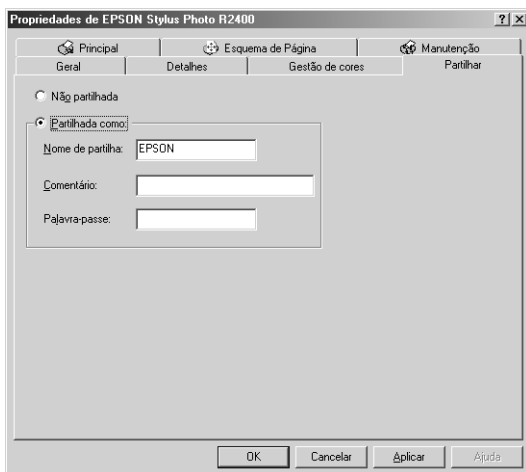 Propriedades de EPSON Stylus Photo R2400
Principal Esquema de Página Manutenção
Geral Detalhes Gestão de cores Partilhar
Não partilhada
Partilhada como:
Nome de partilha: EPSON
Comentário:
Palavra-passe:
OK Cancelar Aplicar Ajuda